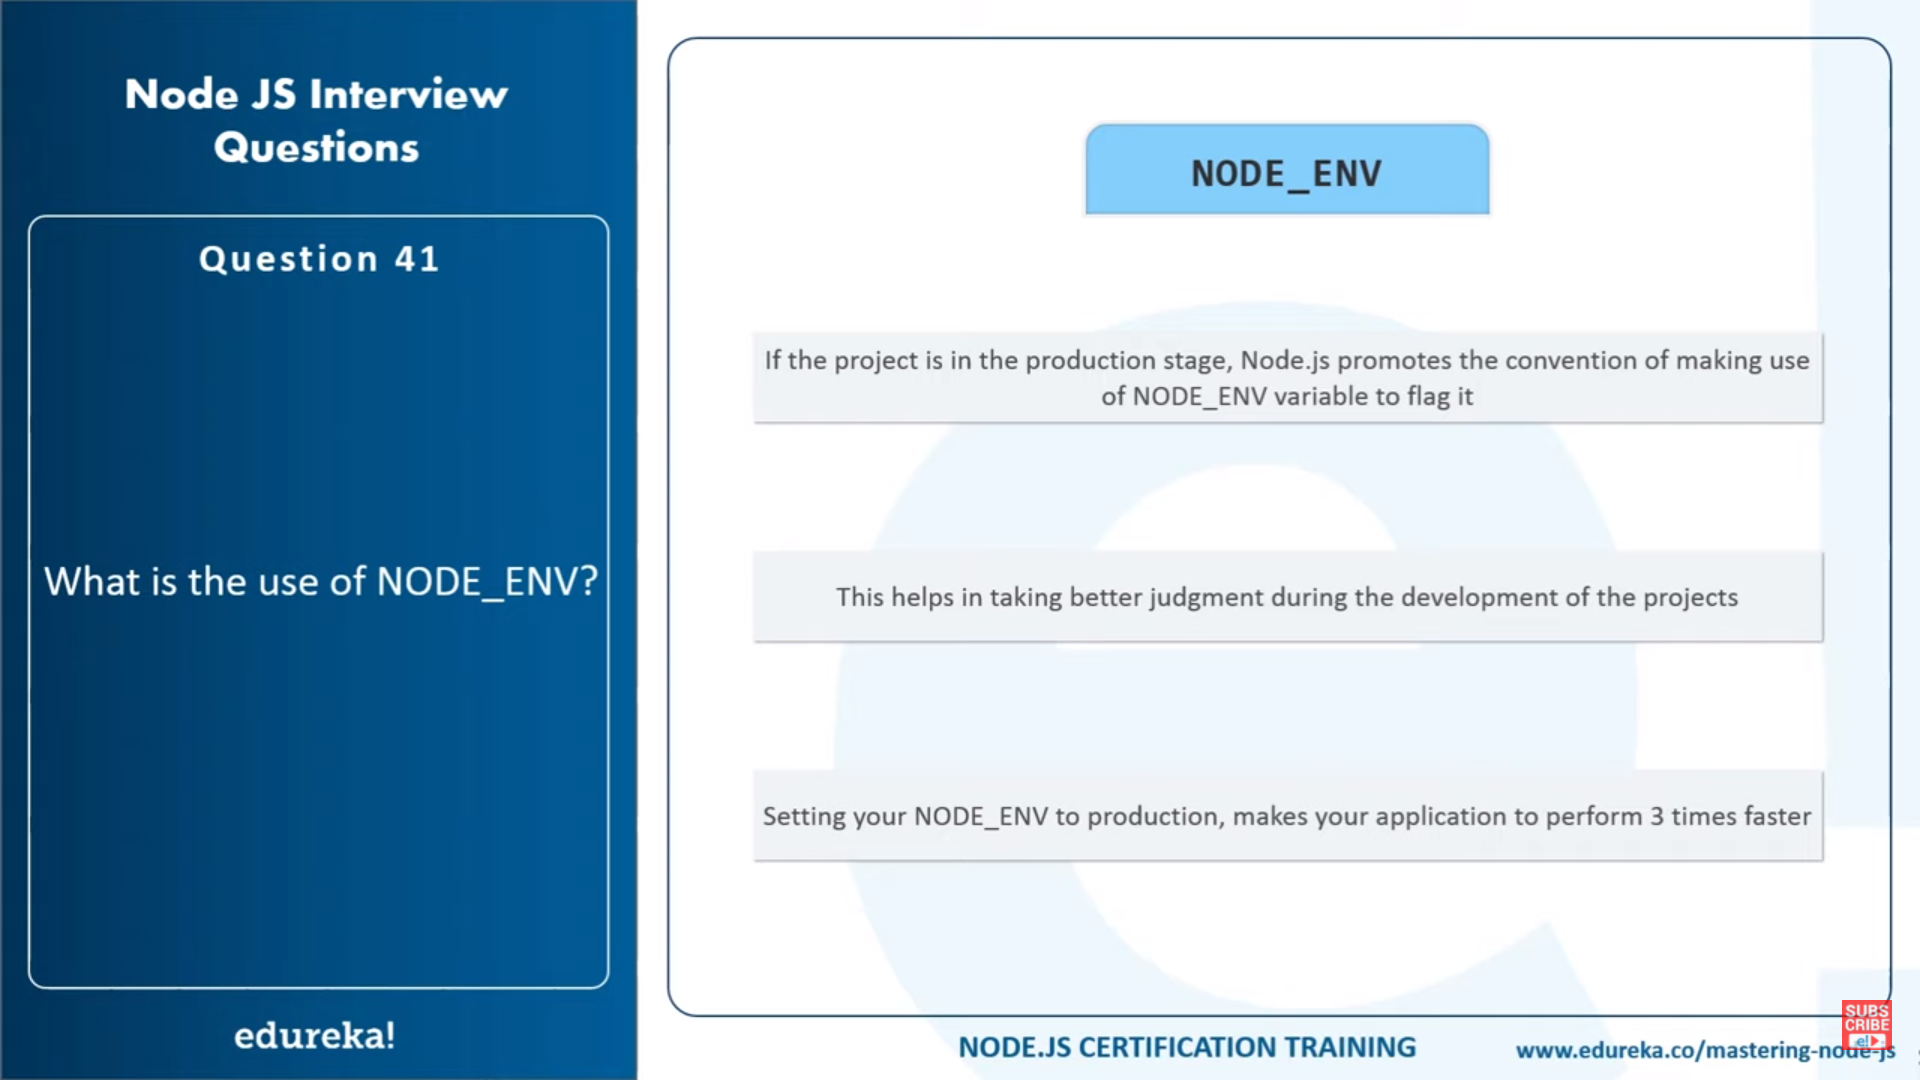 Node JS Interview
Questions
Question 41
What is the use of NODE_ENV?
edureka!
NODE_ENV
If the project is in the production stage, Node.js promotes the convention of making use
of NODE_ENV variable to flag it
This helps in taking better judgment during the development of the projects
Setting your NODE_ENV to production, makes your application to perform 3 times faster
NODE.JS CERTIFICATION TRAINING
www.edureka.co/mastering-node-js
SUBS
CRIBE
e!